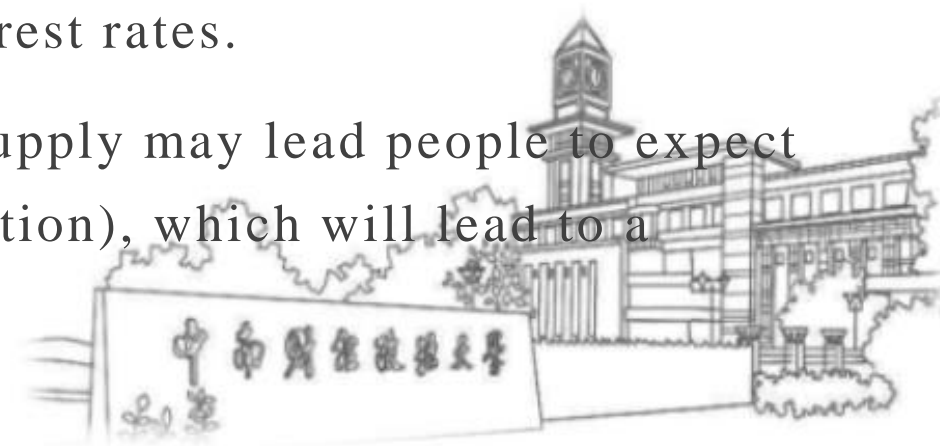 rest rates.
upply may lead people to expect
tion), which will lead to a
中南财经政法大学